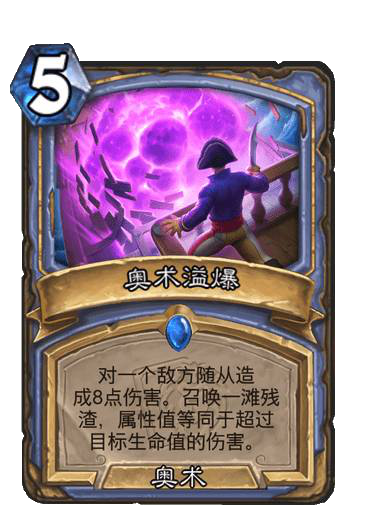 5
奥术溢爆
对一个敌方随从造
成8点伤害。召唤一滩残
渣，属性值等同于超过
目标生命值的伤害。
奥术